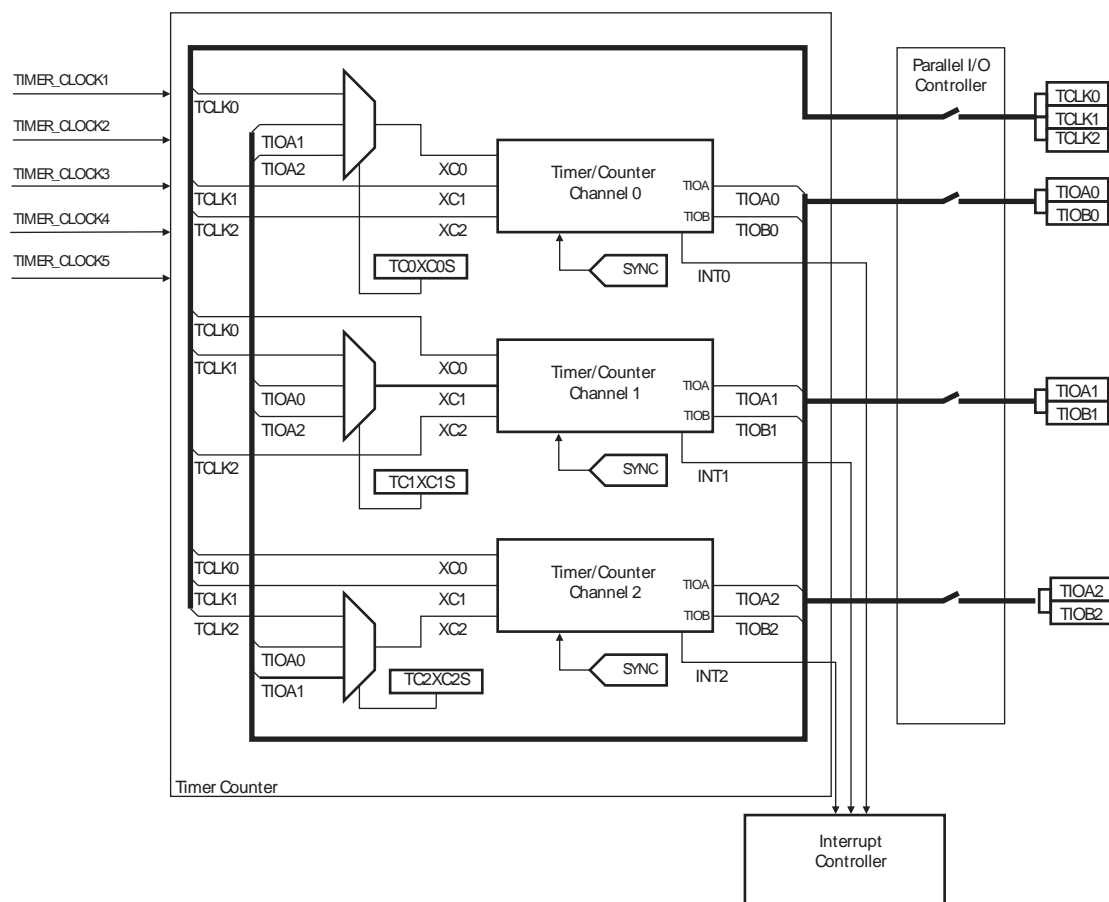 TIMER_CLOCK1
TIMER_CLOCK2
TIMER_CLOCK3
TIMER_CLOCK4
TIMER_CLOCK5
TCLK0
TIOA1
TIOA2
TCLK1
TCLK2
XC0
XC1
XC2
TC0XC0S
Timer/Counter
Channel 0
TIOA
TIOB
TIOA0
TIOB0
SYNC
INT0
TCLK0
TCLK1
TIOA0
TIOA2
TCLK2
XC0
XC1
XC2
TC1XC1S
Timer/Counter
Channel 1
TIOA
TIOB
TIOA1
TIOB1
SYNC
INT1
TCLK0
TCLK1
TCLK2
TIOA0
TIOA1
XC0
XC1
XC2
TC2XC2S
Timer/Counter
Channel 2
TIOA
TIOB
TIOA2
TIOB2
SYNC
INT2
Timer Counter
Parallel I/O
Controller
TCLK0
TCLK1
TCLK2
TIOA0
TIOB0
TIOA1
TIOB1
TIOA2
TIOB2
Interrupt
Controller